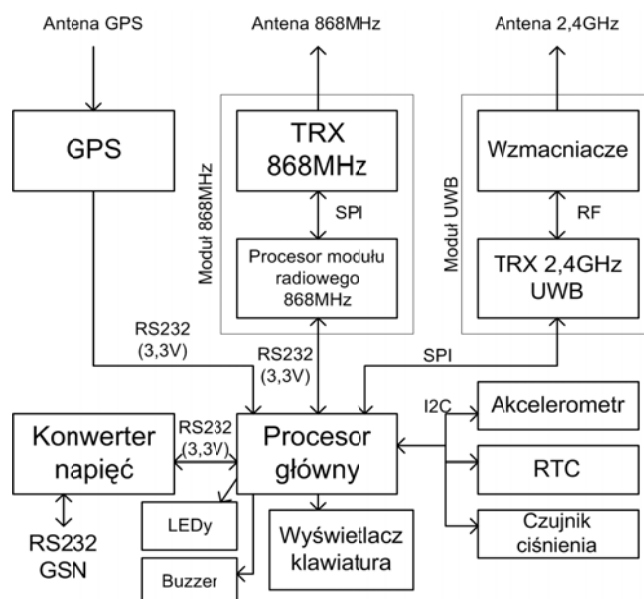 Antena GPS
Antena 868MHz
Antena 2,4GHz
GPS
Moduł 868MHz
TRX
868MHz
SPI
Procesor modułu
radiowego
868MHz
Moduł UWB
Wzmacniacze
RF
TRX 2,4GHz
UWB
RS232
(3,3V)
RS232
(3,3V)
SPI
Konwerter
napięć
RS232
(3,3V)
Procesor
główny
I2C
Akcelerometr
RTC
Czujnik
ciśnienia
RS232
GSN
LEDy
Buzzer
Wyświetlacz
klawiatura